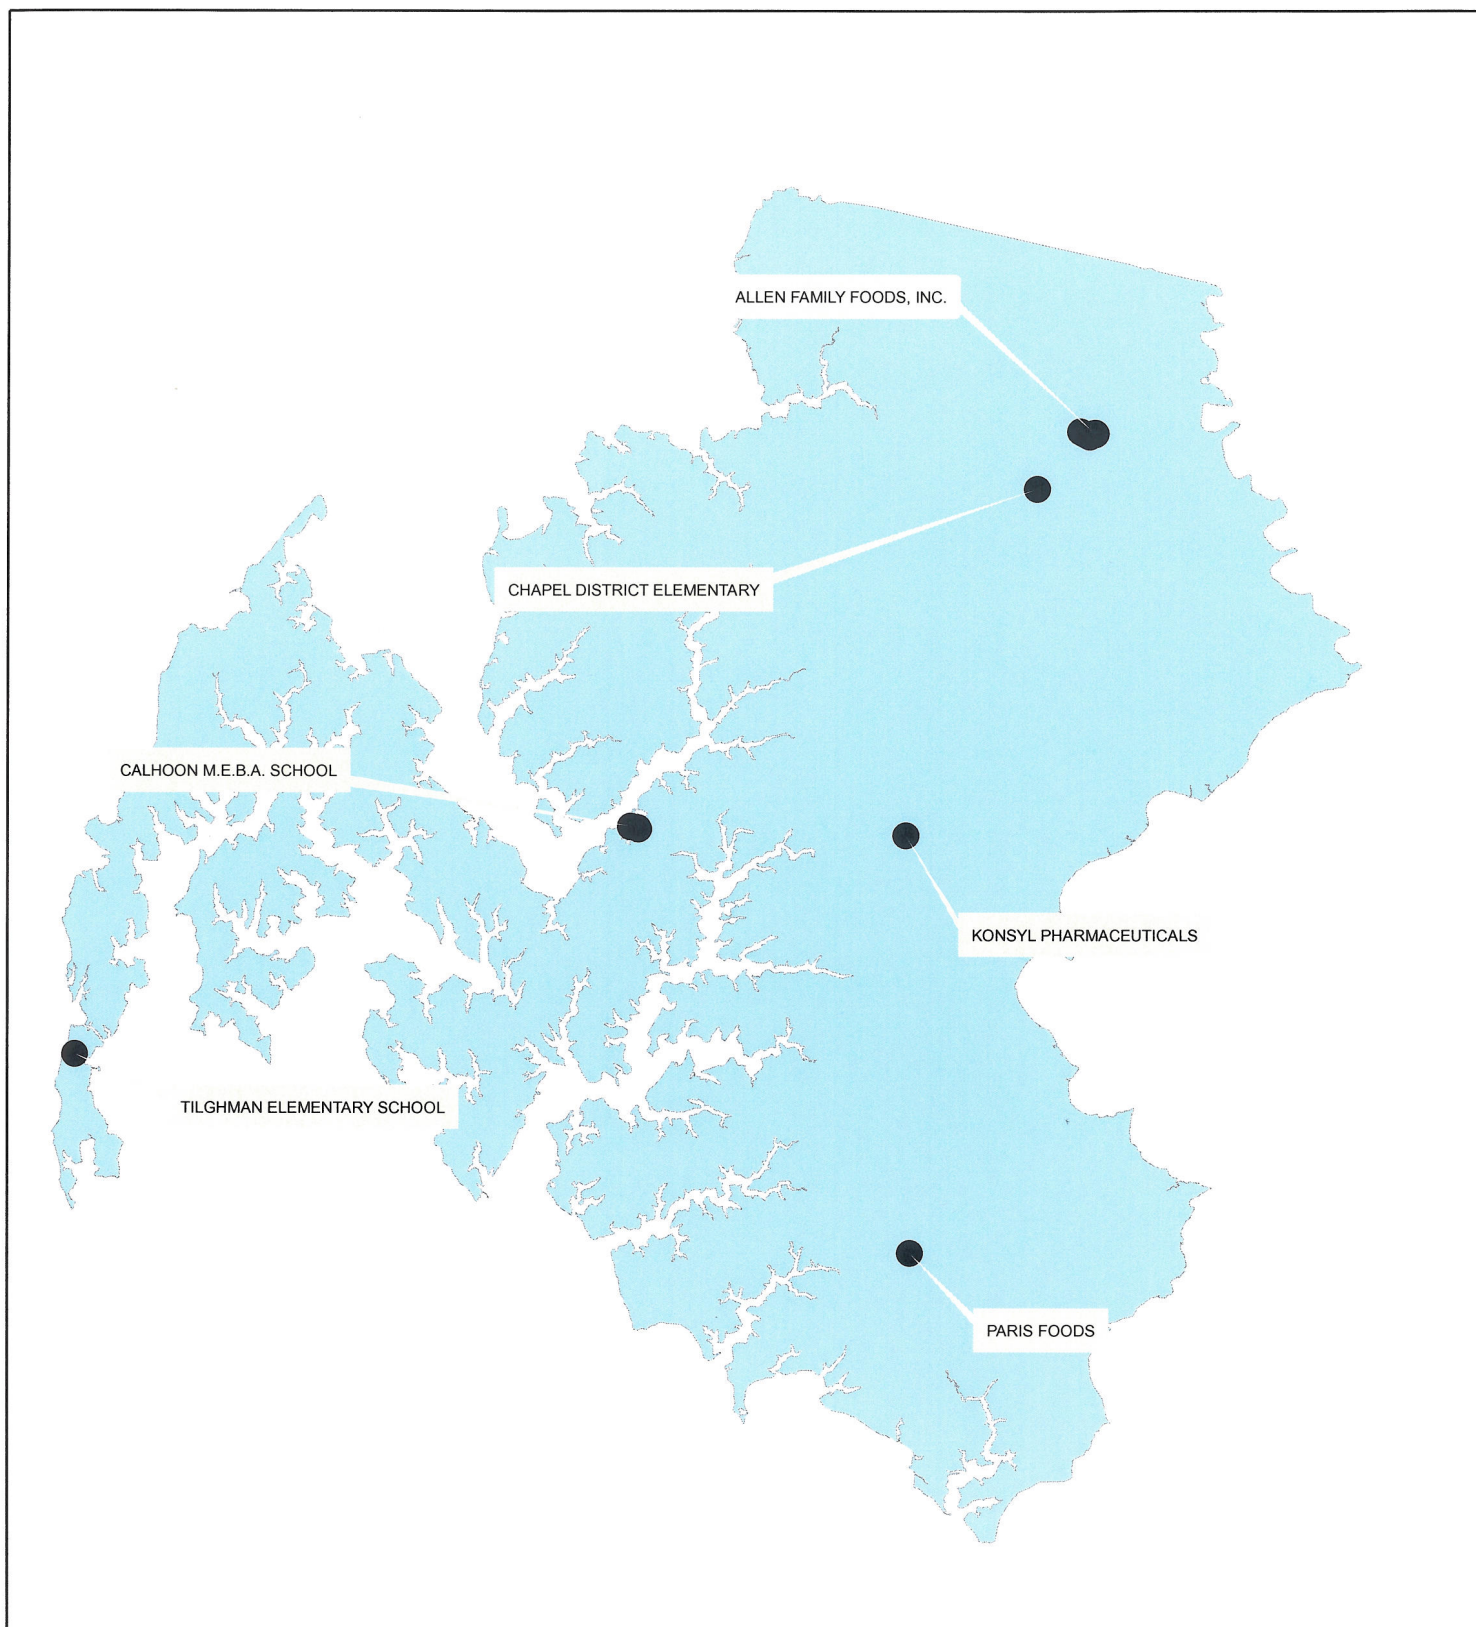 ALLEN FAMILY FOODS, INC.
CHAPEL DISTRICT ELEMENTARY
CALHOON M.E.B.A. SCHOOL
KONSYL PHARMACEUTICALS
TILGHMAN ELEMENTARY SCHOOL
PARIS FOODS